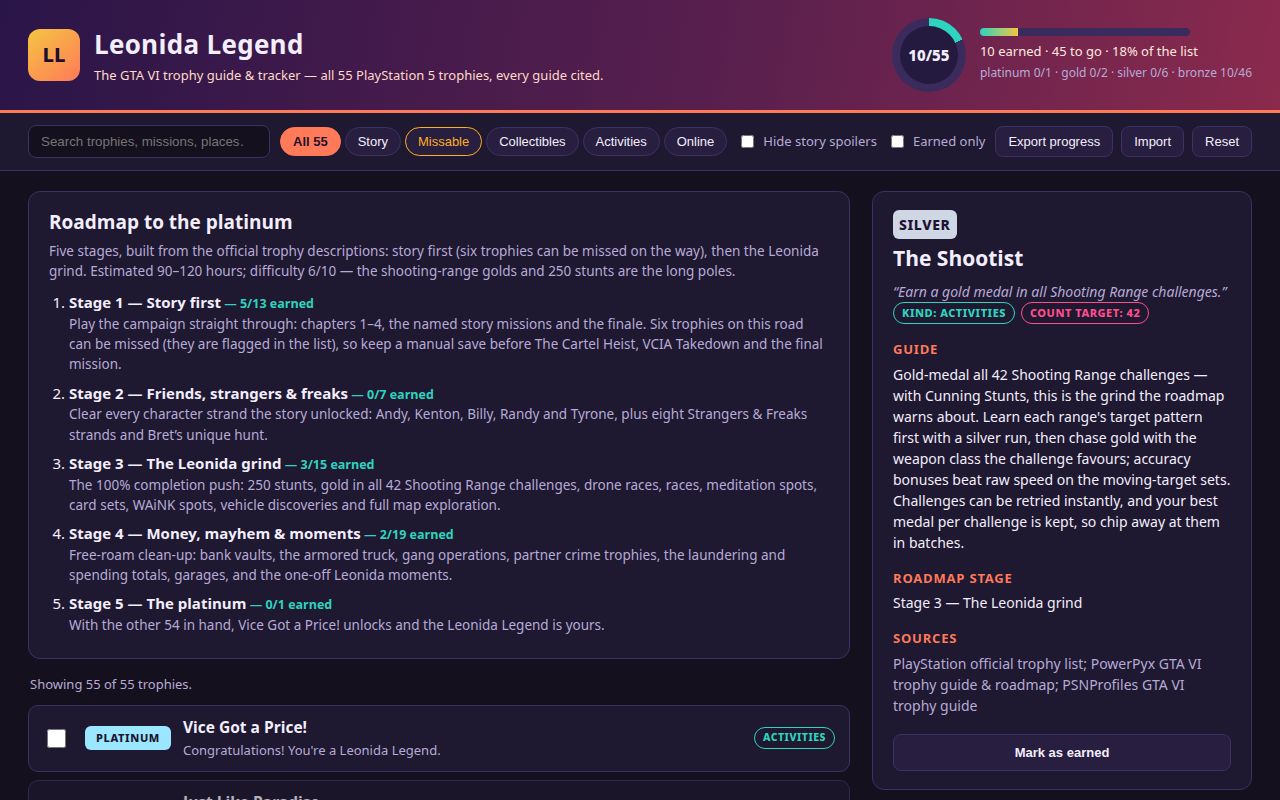 LL
Leonida Legend
The GTA VI trophy guide & tracker — all 55 PlayStation 5 trophies, every guide cited.
10/55
10 earned · 45 to go · 18% of the list
platinum 0/1 · gold 0/2 · silver 0/6 · bronze 10/46
Search trophies, missions, places.
All 55
Story
Missable
Collectibles
Activities
Online
Hide story spoilers
Earned only
Export progress
Import
Reset
Roadmap to the platinum
Five stages, built from the official trophy descriptions: story first (six trophies can be missed on the way), then the Leonida
grind. Estimated 90–120 hours; difficulty 6/10 — the shooting-range golds and 250 stunts are the long poles.
1. Stage 1 — Story first — 5/13 earned
Play the campaign straight through: chapters 1–4, the named story missions and the finale. Six trophies on this road
can be missed (they are flagged in the list), so keep a manual save before The Cartel Heist, VCIA Takedown and the final
mission.
2. Stage 2 — Friends, strangers & freaks — 0/7 earned
Clear every character strand the story unlocked: Andy, Kenton, Billy, Randy and Tyrone, plus eight Strangers & Freaks
strands and Bret's unique hunt.
3. Stage 3 — The Leonida grind — 3/15 earned
The 100% completion push: 250 stunts, gold in all 42 Shooting Range challenges, drone races, races, meditation spots,
card sets, WAiNK spots, vehicle discoveries and full map exploration.
4. Stage 4 — Money, mayhem & moments — 2/19 earned
Free-roam clean-up: bank vaults, the armored truck, gang operations, partner crime trophies, the laundering and
spending totals, garages, and the one-off Leonida moments.
5. Stage 5 — The platinum — 0/1 earned
With the other 54 in hand, Vice Got a Price! unlocks and the Leonida Legend is yours.
Showing 55 of 55 trophies.
PLATINUM
Vice Got a Price!
Congratulations! You're a Leonida Legend.
ACTIVITIES
Just Like Paradise
SILVER
The Shootist
“Earn a gold medal in all Shooting Range challenges.”
KIND: ACTIVITIES
COUNT TARGET: 42
GUIDE
Gold-medal all 42 Shooting Range challenges —
with Cunning Stunts, this is the grind the roadmap
warns about. Learn each range's target pattern
first with a silver run, then chase gold with the
weapon class the challenge favours; accuracy
bonuses beat raw speed on the moving-target sets.
Challenges can be retried instantly, and your best
medal per challenge is kept, so chip away at them
in batches.
ROADMAP STAGE
Stage 3 — The Leonida grind
SOURCES
PlayStation official trophy list; PowerPyx GTA VI
trophy guide & roadmap; PSNProfiles GTA VI
trophy guide
Mark as earned